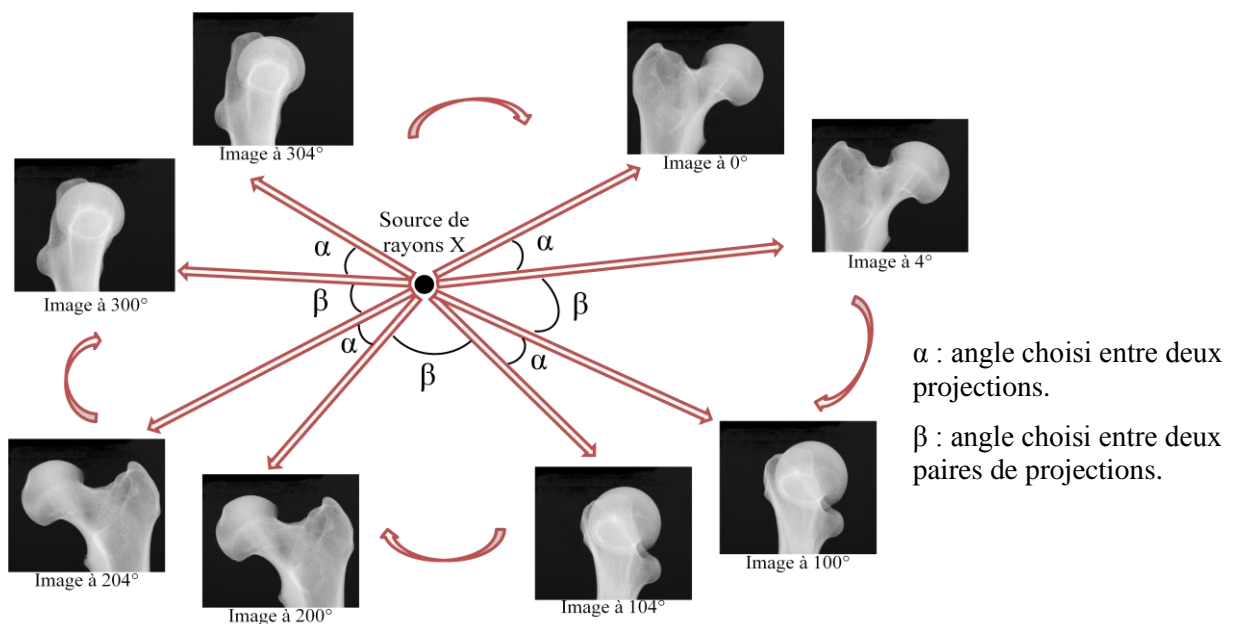 Image à 304°
Image à 0°
Source de
rayons X
α
α
Image à 4°
Image à 300°
β
β
α
α
β
α : angle choisi entre deux
projections.
β : angle choisi entre deux
paires de projections.
Image à 100°
Image à 204°
Image à 200°
Image à 104°